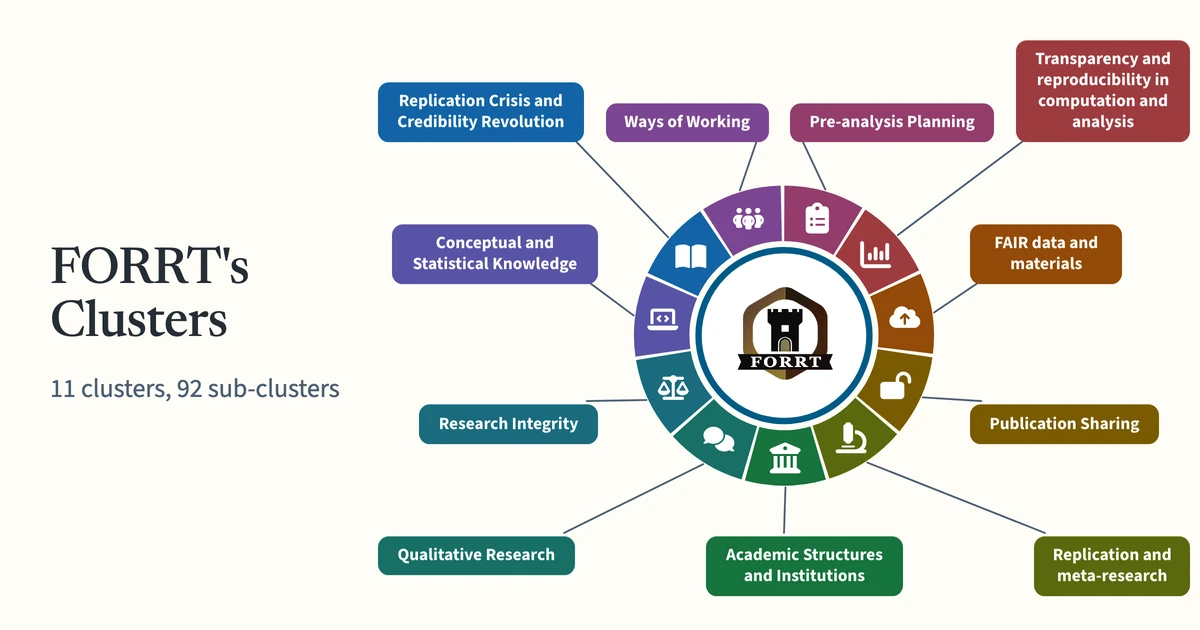 FORRT's
Clusters
11 clusters, 92 sub-clusters
Replication Crisis and
Credibility Revolution
Ways of Working
Pre-analysis Planning
Transparency and
reproducibility in
computation and
analysis
Conceptual and
Statistical Knowledge
FAIR data and
materials
FORRT
Research Integrity
Publication Sharing
Qualitative Research
Academic Structures
and Institutions
Replication and
meta-research